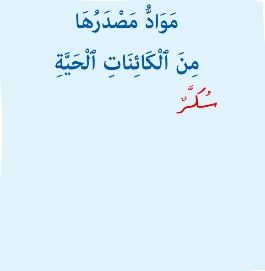 مَوَادُّ مَصْدَرُهَا
مِنَ ٱلْكَائِنَاتِ ٱلْحَيَّةِ
سُكَّرٌ